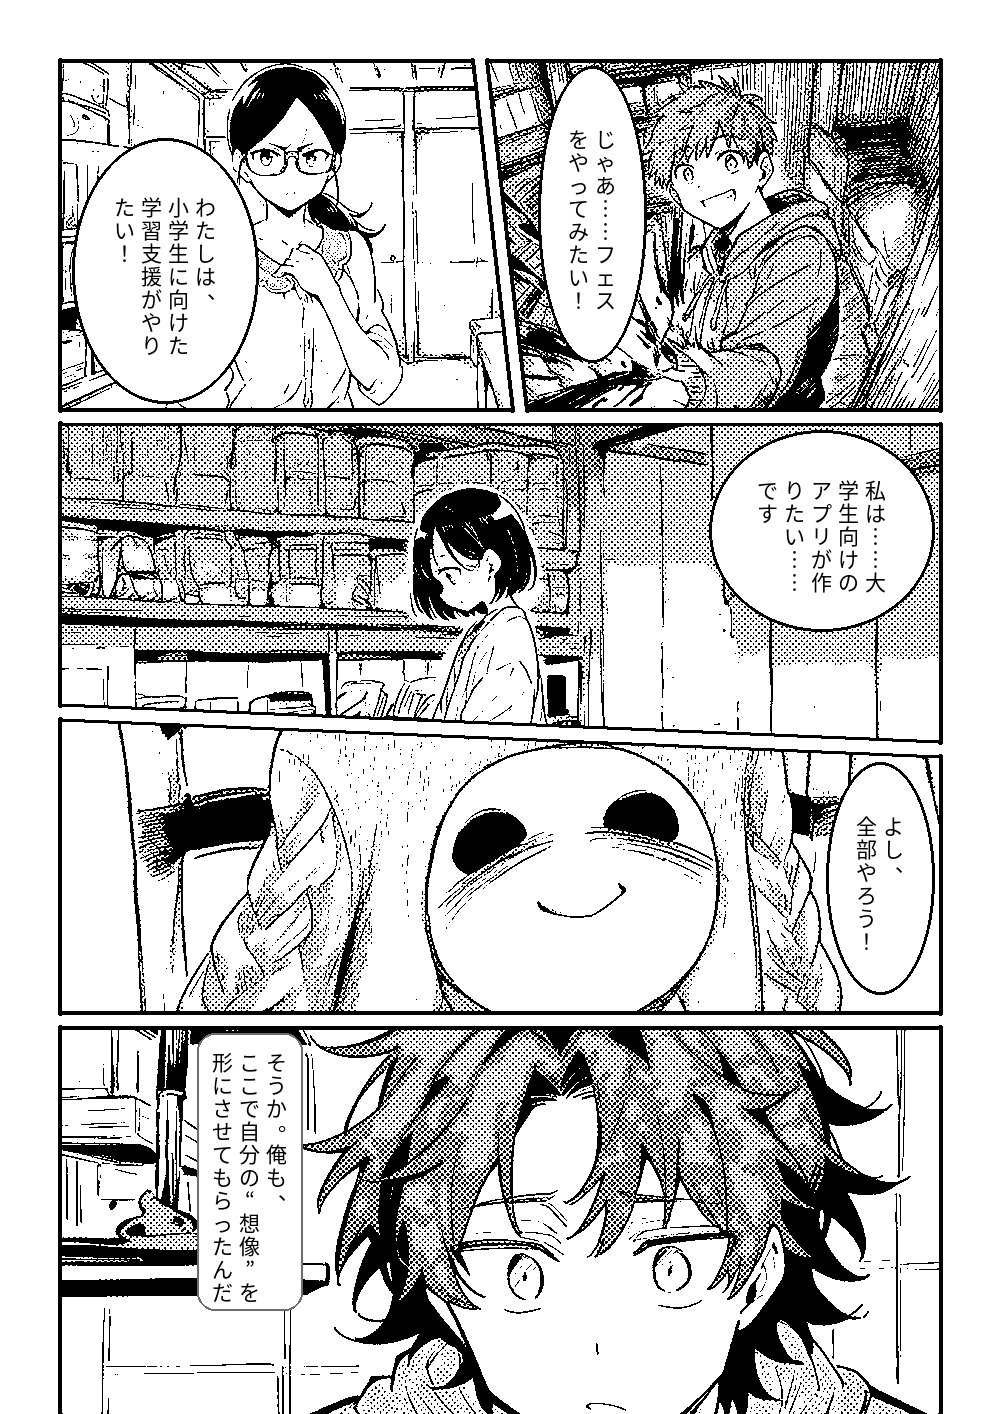 じゃあ……フェス
をやってみたい！
わたしは、
小学生に向けた
学習支援がやり
たい！
私は……大
学生向けの
アプリが作
りたい……
です
よし、
全部やろう！
そうか。俺も、
ここで自分の“想像”を
形にさせてもらったんだ